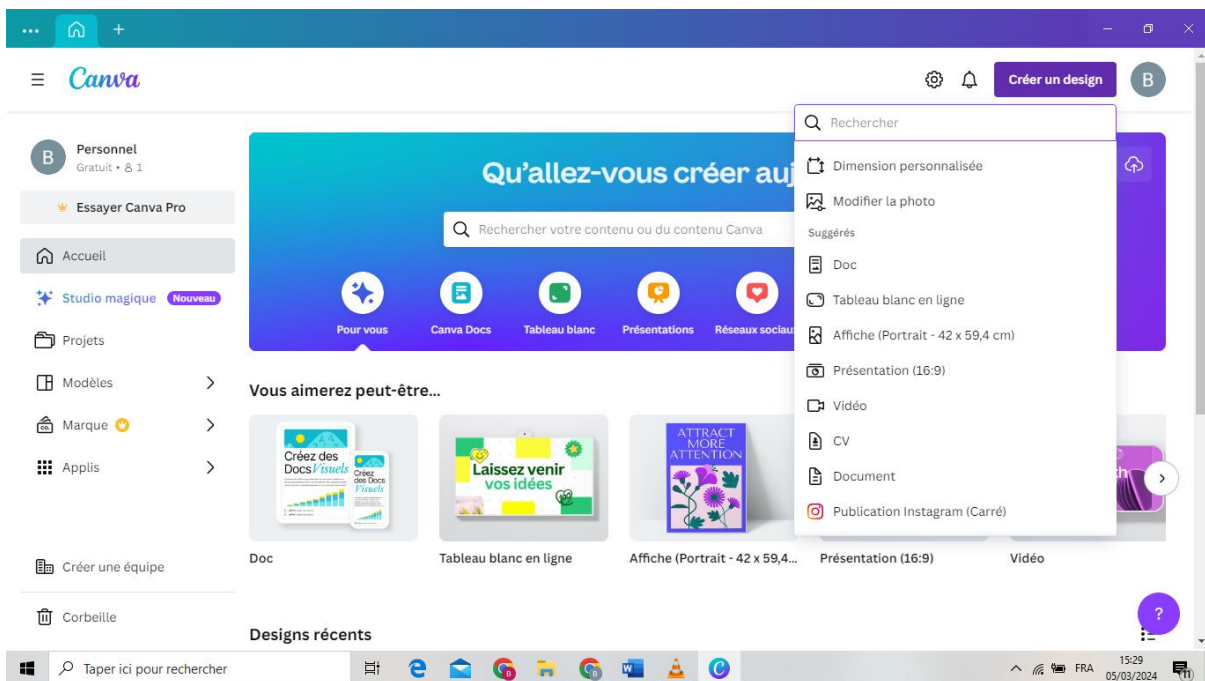 Canva
Créer un design
B
B
Personnel
Gratuit • 1
Essayer Canva Pro
Accueil
Studio magique Nouveau
Projets
Modèles
Marque
Applis
Créer une équipe
Corbeille
Qu'allez-vous créer auj
Rechercher votre contenu ou du contenu Canva
Pour vous
Canva Docs
Tableau blanc
Présentations
Réseaux sociau
Rechercher
Dimension personnalisée
Modifier la photo
Suggérés
Doc
Tableau blanc en ligne
Affiche (Portrait - 42 x 59,4 cm)
Présentation (16:9)
Vidéo
CV
Document
Publication Instagram (Carré)
Vous aimerez peut-être...
Créez des
Docs Visuels
Créez
des Docs
Visuels
Laissez venir
vos idées
ATTRACT
MORE
ATTENTION
Doc
Tableau blanc en ligne
Affiche (Portrait - 42 x 59,4...
Présentation (16:9)
Vidéo
Designs récents
?
Taper ici pour rechercher
FRA
15:29
05/03/2024